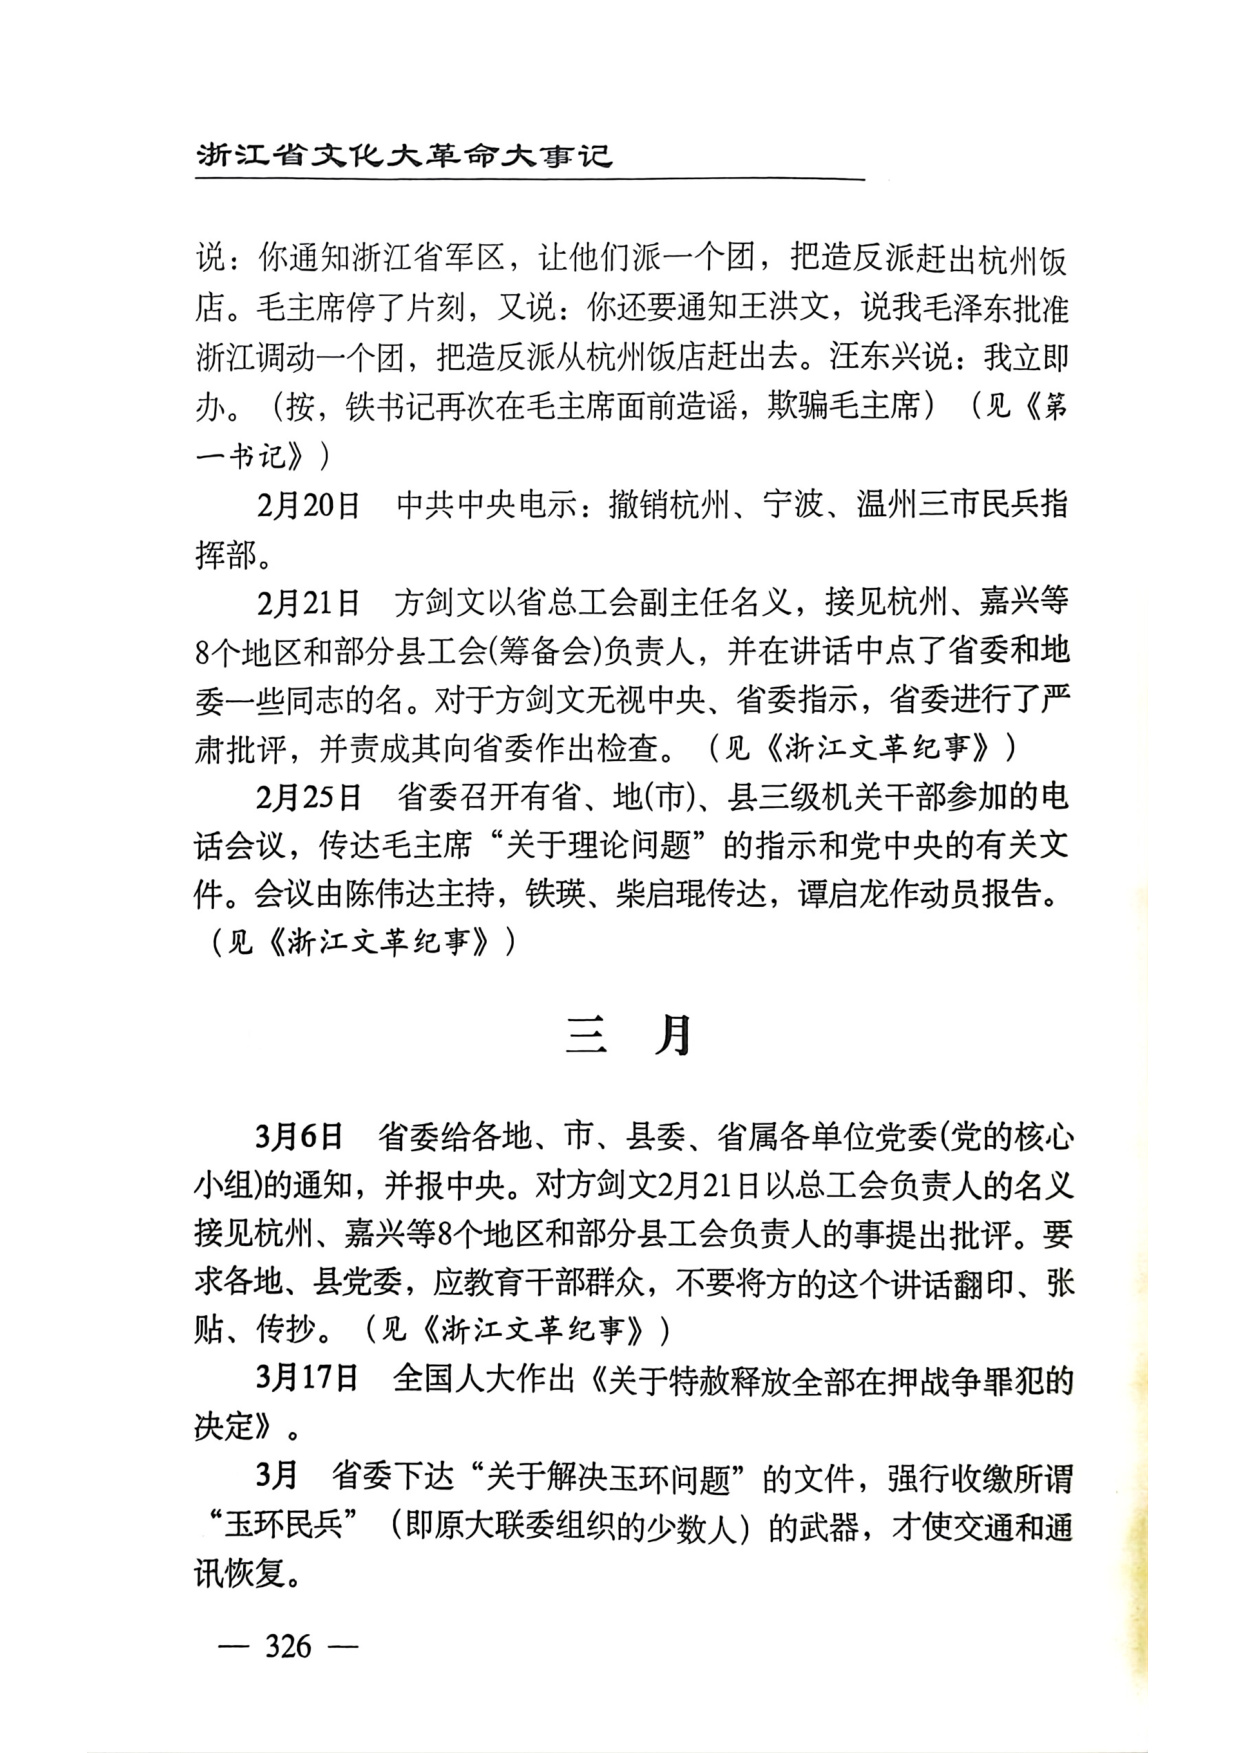 浙江省文化大革命大事记
说：你通知浙江省军区，让他们派一个团，把造反派赶出杭州饭
店。毛主席停了片刻，又说：你还要通知王洪文，说我毛泽东批准
浙江调动一个团，把造反派从杭州饭店赶出去。汪东兴说：我立即
办。（按，铁书记再次在毛主席面前造谣，欺骗毛主席）（见《第
一书记》）
2月20日　中共中央电示：撤销杭州、宁波、温州三市民兵指
挥部。
2月21日　方剑文以省总工会副主任名义，接见杭州、嘉兴等
8个地区和部分县工会(筹备会)负责人，并在讲话中点了省委和地
委一些同志的名。对于方剑文无视中央、省委指示，省委进行了严
肃批评，并责成其向省委作出检查。（见《浙江文革纪事》）
2月25日　省委召开有省、地(市)、县三级机关干部参加的电
话会议，传达毛主席“关于理论问题”的指示和党中央的有关文
件。会议由陈伟达主持，铁瑛、柴启琨传达，谭启龙作动员报告。
（见《浙江文革纪事》）
三　月
3月6日　省委给各地、市、县委、省属各单位党委(党的核心
小组)的通知，并报中央。对方剑文2月21日以总工会负责人的名义
接见杭州、嘉兴等8个地区和部分县工会负责人的事提出批评。要
求各地、县党委，应教育干部群众，不要将方的这个讲话翻印、张
贴、传抄。（见《浙江文革纪事》）
3月17日　全国人大作出《关于特赦释放全部在押战争罪犯的
决定》。
3月　省委下达“关于解决玉环问题”的文件，强行收缴所谓
“玉环民兵”（即原大联委组织的少数人）的武器，才使交通和通
讯恢复。
— 326 —